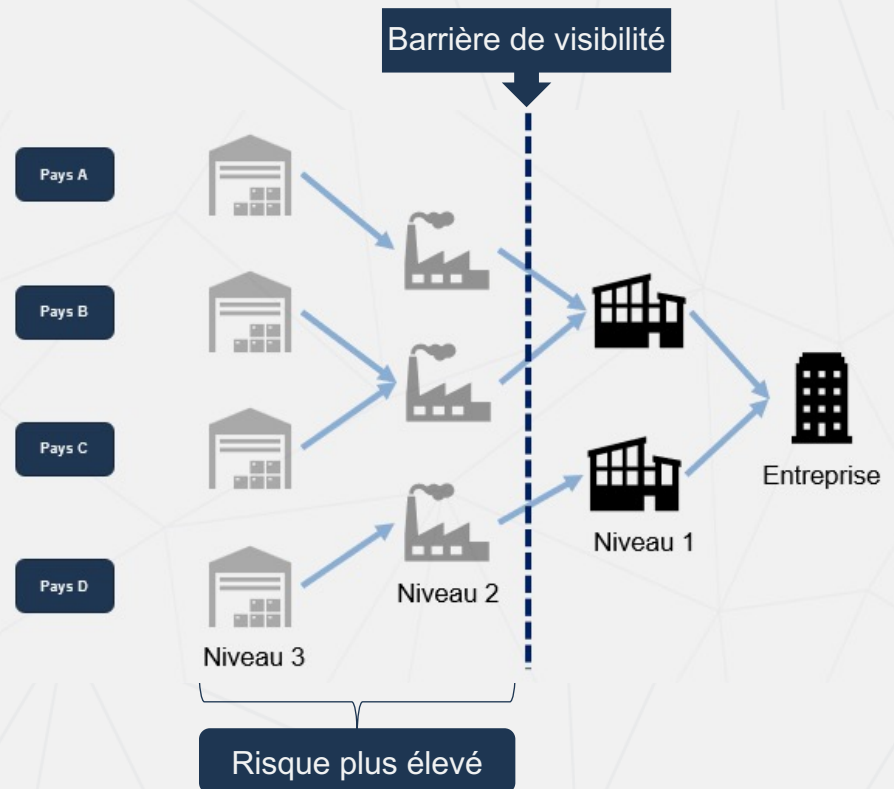 Barrière de visibilité
Pays A
Pays B
Pays C
Pays D
Entreprise
Niveau 1
Niveau 2
Niveau 3
Risque plus élevé